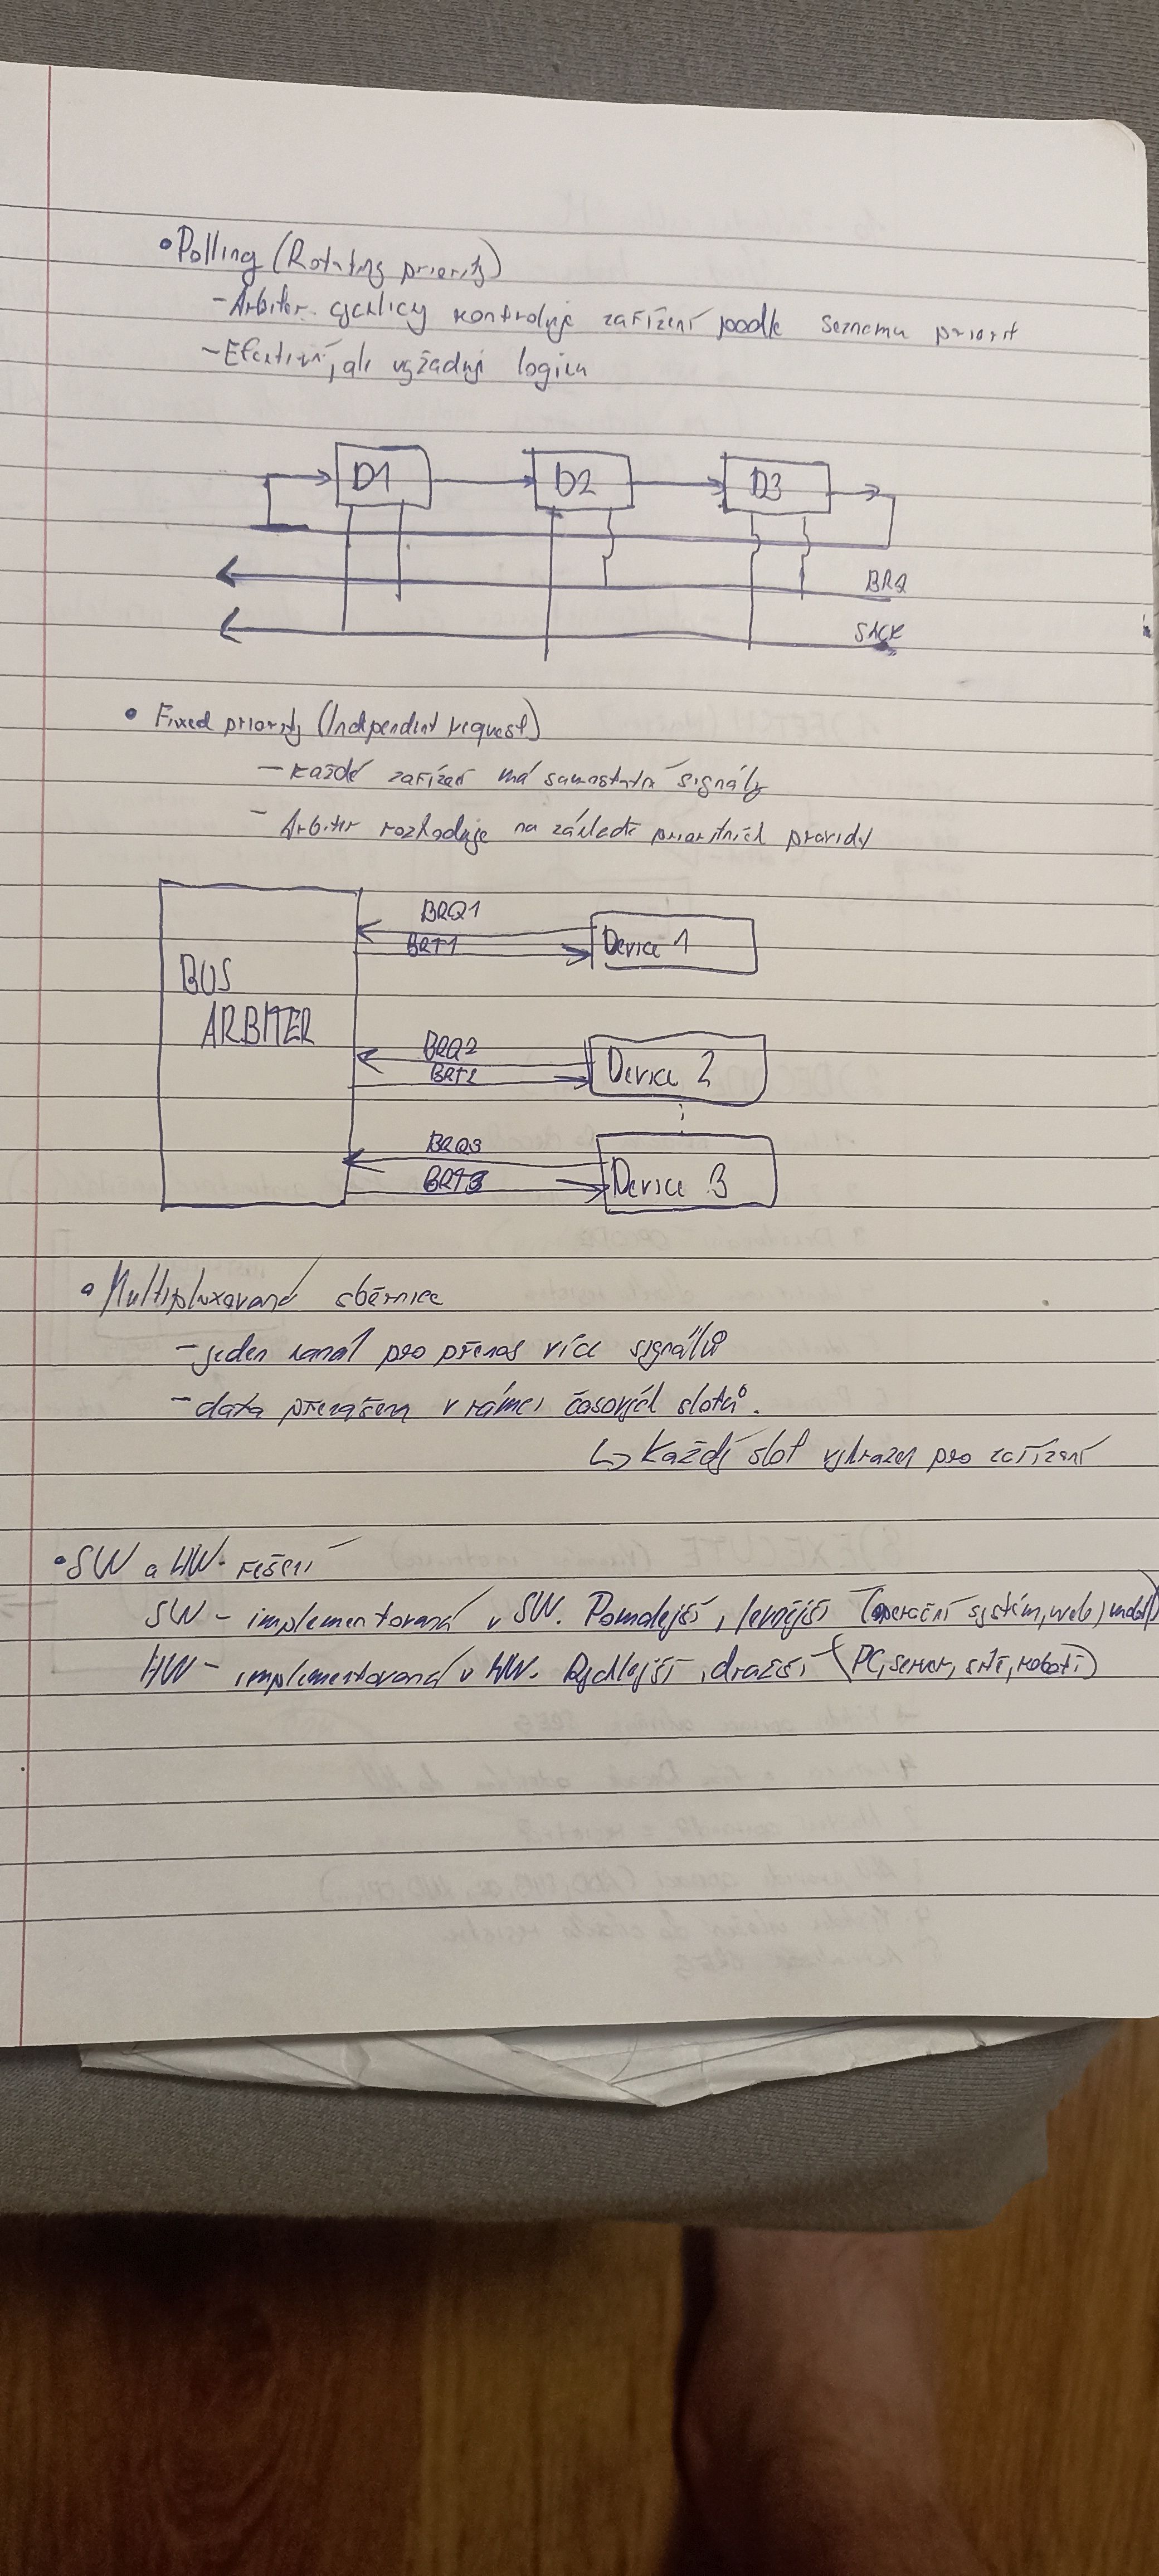 • Polling (Rotating priority)
- Arbiter cyklicky kontroluje zařízení podle seznamu priorit
- Efektivní, ale vyžaduje logiku
D1 D2 D3
BRQ
SACK
• Fixed priority (Independent request)
- každé zařízení má samostatné signály
- Arbiter rozhoduje na základě prioritních pravidel
BRQ1
BRT1 Device 1
BUS
ARBITER
BRQ2
BRT2 Device 2
BRQ3
BRT3 Device 3
• Multiplexované sběrnice
- jeden kanál pro přenos více signálů
- data přenášena v rámci časových slotů.
↳ Každý slot vyhrazen pro zařízení
• SW a HW řešení
SW - implementovaná v SW. Pomalejší, levnější (operační systém, web,
HW - implementovaná v HW. Rychlejší, dražší (PC, server, sítě, roboti)